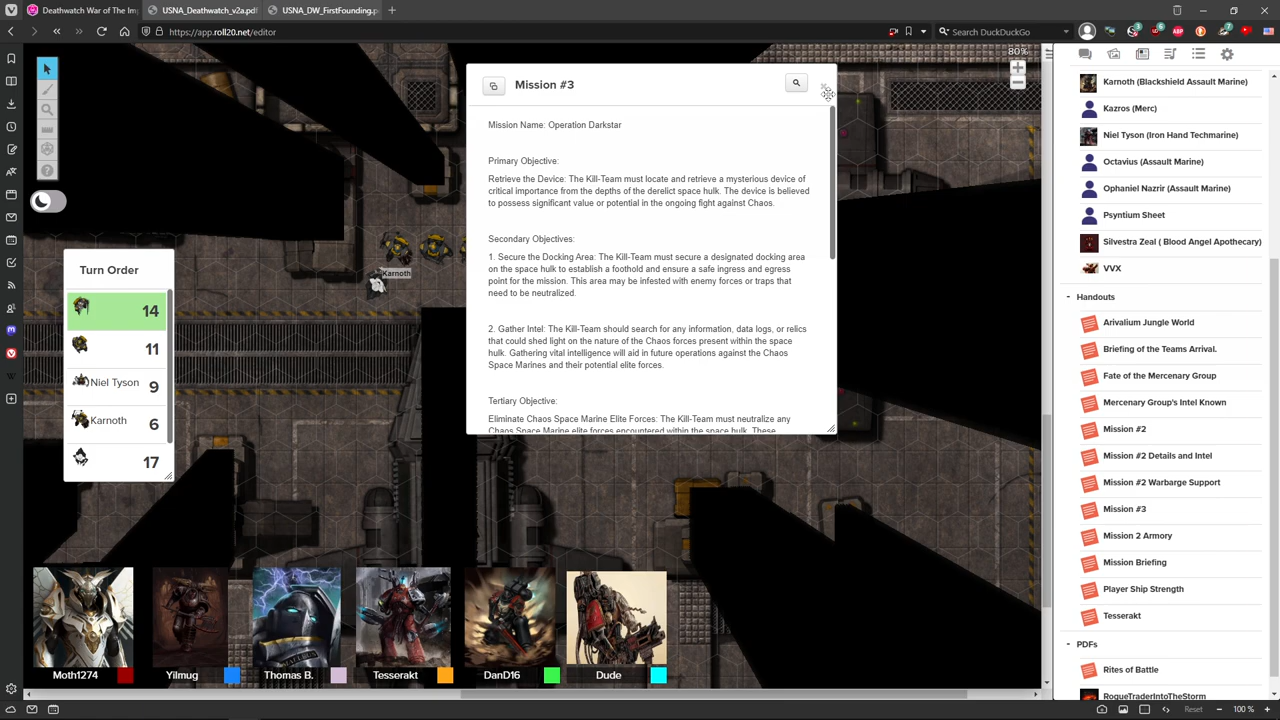 Deathwatch War of Imp
USNA_Deathwatch_v2a.pdf
USNA_DW_FirstFounding.p
https://app.roll20.net/editor
Search DuckDuckGo
80%
Mission #3
Mission Name: Operation Darkstar
Primary Objective:
Retrieve the Device: The Kill-Team must locate and retrieve a mysterious device of
critical importance from the depths of the derelict space hulk. The device is believed
to possess significant value or potential in the ongoing fight against Chaos.
Secondary Objectives:
1. Secure the Docking Area: The Kill-Team must secure a designated docking area
on the space hulk to establish a foothold and ensure a safe ingress and egress
point for the mission. This area may be infested with enemy forces or traps that
need to be neutralized.
2. Gather Intel: The Kill-Team should search for any information, data logs, or relics
that could shed light on the nature of the Chaos forces present within the space
hulk. Gathering vital intelligence will aid in future operations against the Chaos
Space Marines and their potential elite forces.
Tertiary Objective:
Eliminate Chaos Space Marine Elite Forces: The Kill-Team must neutralize any
Chaos Space Marine elite forces encountered within the space hulk. These
Karnoth
Turn Order
14
11
Niel Tyson 9
Karnoth 6
17
Moth1274
Yilmug
Thomas B.
Tesserakt
DanD16
Dude
Karnoth (Blackshield Assault Marine)
Kazros (Merc)
Niel Tyson (Iron Hand Techmarine)
Octavius (Assault Marine)
Ophaniel Nazrir (Assault Marine)
Psyntium Sheet
Silvestra Zeal ( Blood Angel Apothecary)
VVX
Handouts
Arivalium Jungle World
Briefing of the Teams Arrival.
Fate of the Mercenary Group
Mercenary Group's Intel Known
Mission #2
Mission #2 Details and Intel
Mission #2 Warbarge Support
Mission #3
Mission 2 Armory
Mission Briefing
Player Ship Strength
Tesserakt
PDFs
Rites of Battle
RogueTraderIntoTheStorm
Reset
100 %